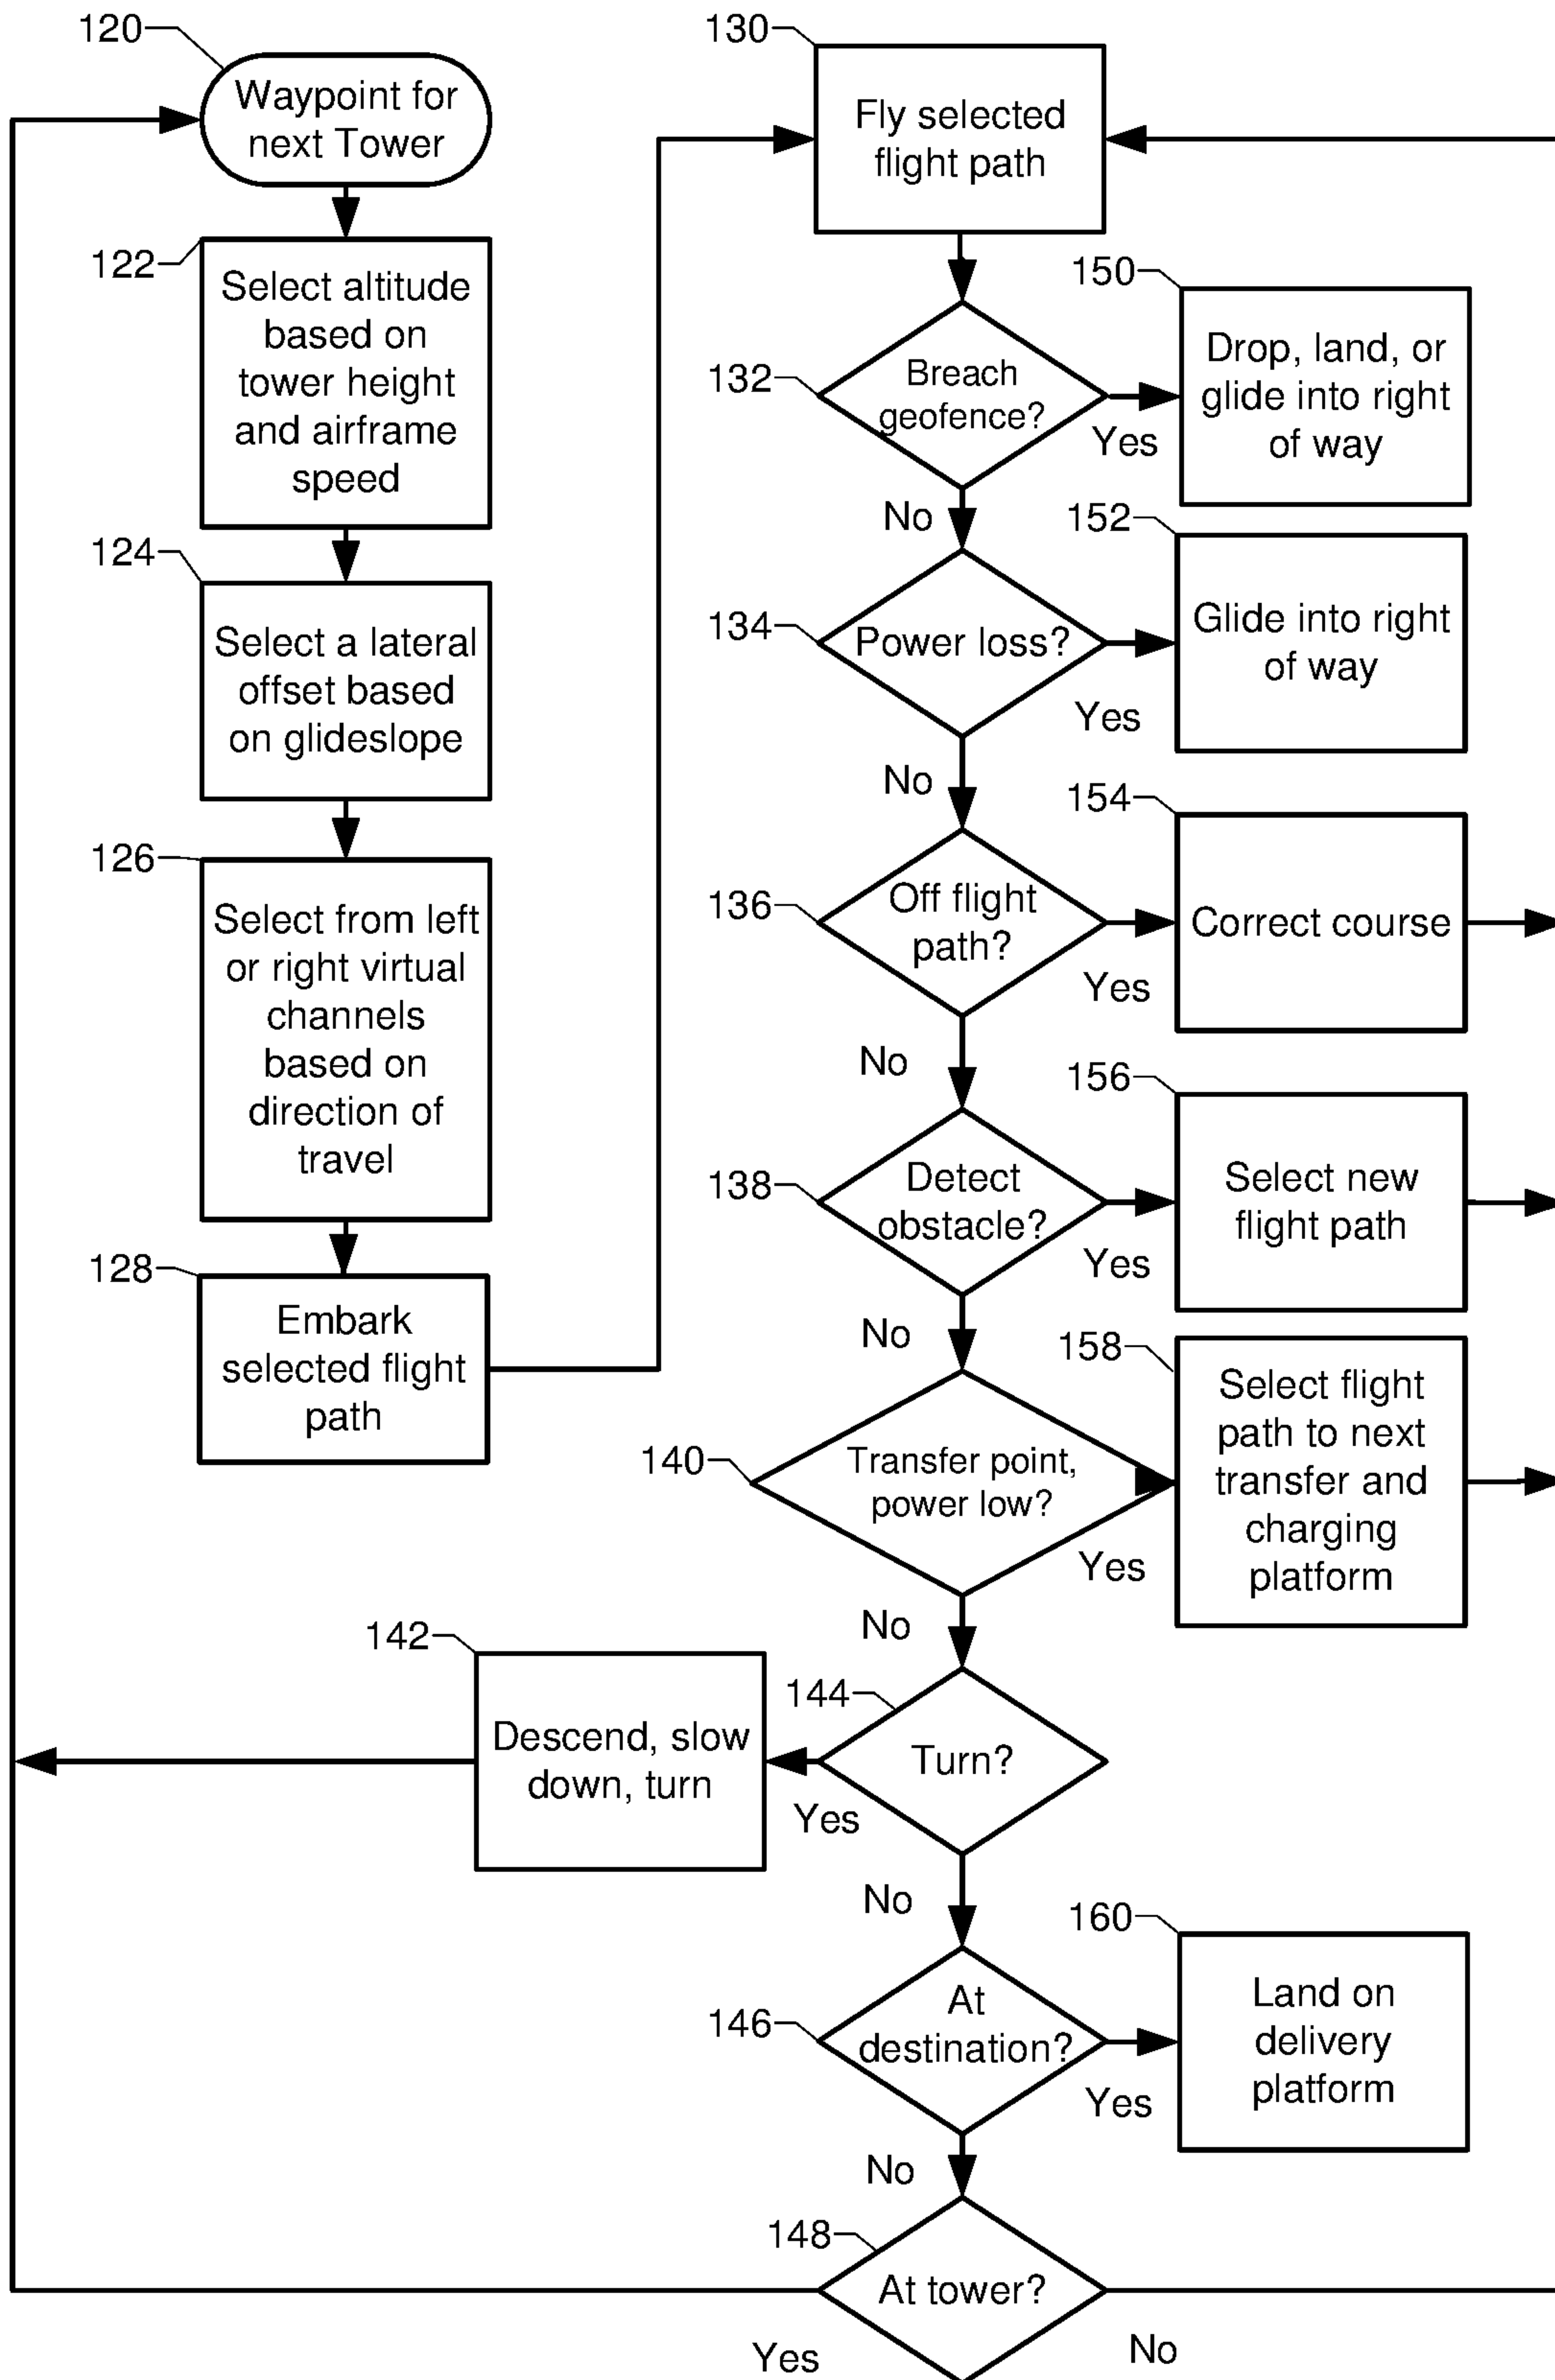 120
Waypoint for
next Tower
122
Select altitude
based on
tower height
and airframe
speed
124
Select a lateral
offset based
on glideslope
126
Select from left
or right virtual
channels
based on
direction of
travel
128
Embark
selected flight
path
130
Fly selected
flight path
132
Breach
geofence?
Yes
No
150
Drop, land, or
glide into right
of way
134
Power loss?
Yes
No
152
Glide into right
of way
136
Off flight
path?
Yes
No
154
Correct course
138
Detect
obstacle?
Yes
No
156
Select new
flight path
140
Transfer point,
power low?
Yes
No
158
Select flight
path to next
transfer and
charging
platform
142
Descend, slow
down, turn
144
Turn?
Yes
No
146
At
destination?
Yes
No
160
Land on
delivery
platform
148
At tower?
Yes
No